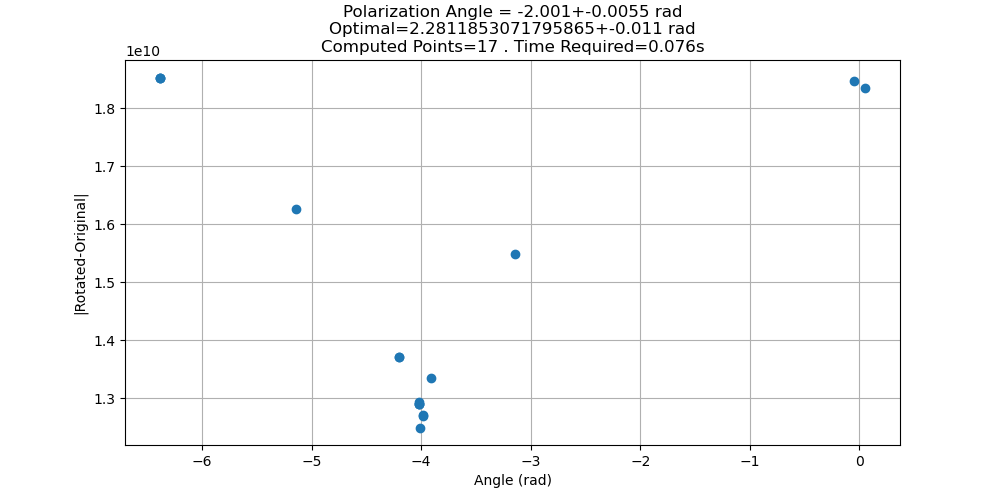 Polarization Angle = -2.001+-0.0055 rad
Optimal=2.2811853071795865+-0.011 rad
Computed Points=17 . Time Required=0.076s
1e10
1.8
1.7
1.6
1.5
1.4
1.3
|Rotated-Original|
−6 −5 −4 −3 −2 −1 0
Angle (rad)